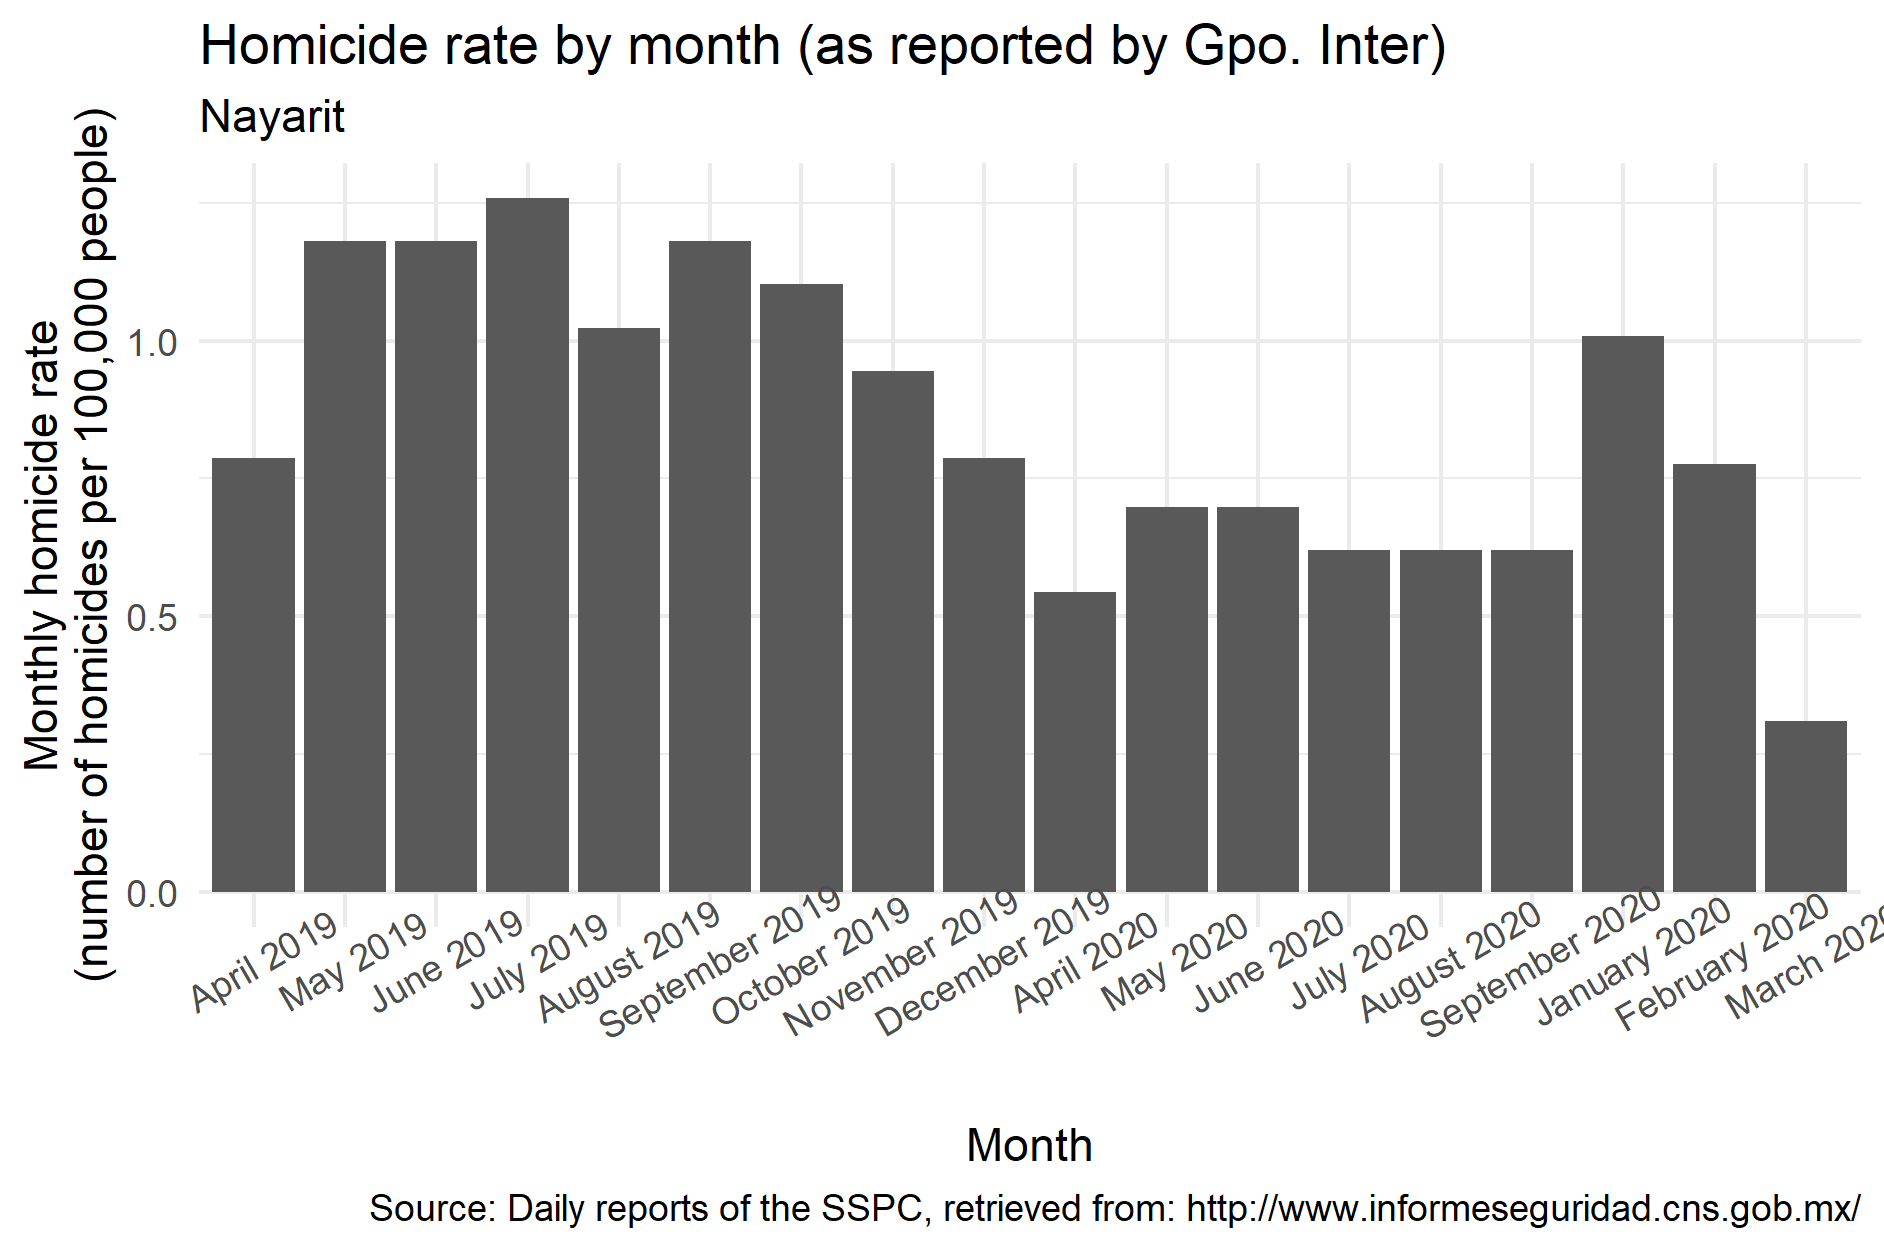 Homicide rate by month (as reported by Gpo. Inter)
Nayarit
Monthly homicide rate
(number of homicides per 100,000 people)
1.0
0.5
0.0
April 2019
May 2019
June 2019
July 2019
August 2019
September 2019
October 2019
November 2019
December 2019
April 2020
May 2020
June 2020
July 2020
August 2020
September 2020
January 2020
February 2020
March 2020
Month
Source: Daily reports of the SSPC, retrieved from: http://www.informeseguridad.cns.gob.mx/